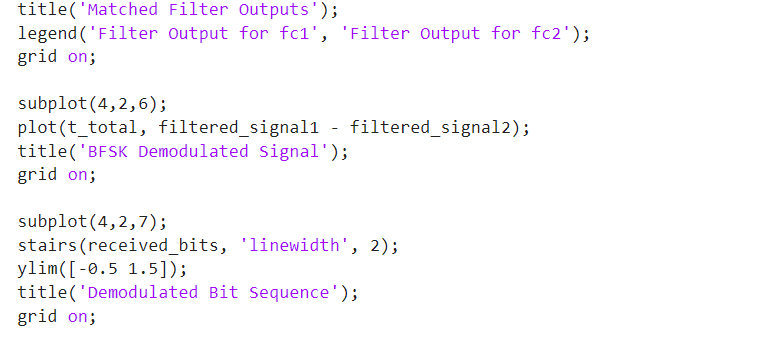 title('Matched Filter Outputs');
legend('Filter Output for fc1', 'Filter Output for fc2');
grid on;
subplot(4,2,6);
plot(t_total, filtered_signal1 - filtered_signal2);
title('BFSK Demodulated Signal');
grid on;
subplot(4,2,7);
stairs(received_bits, 'linewidth', 2);
ylim([-0.5 1.5]);
title('Demodulated Bit Sequence');
grid on;